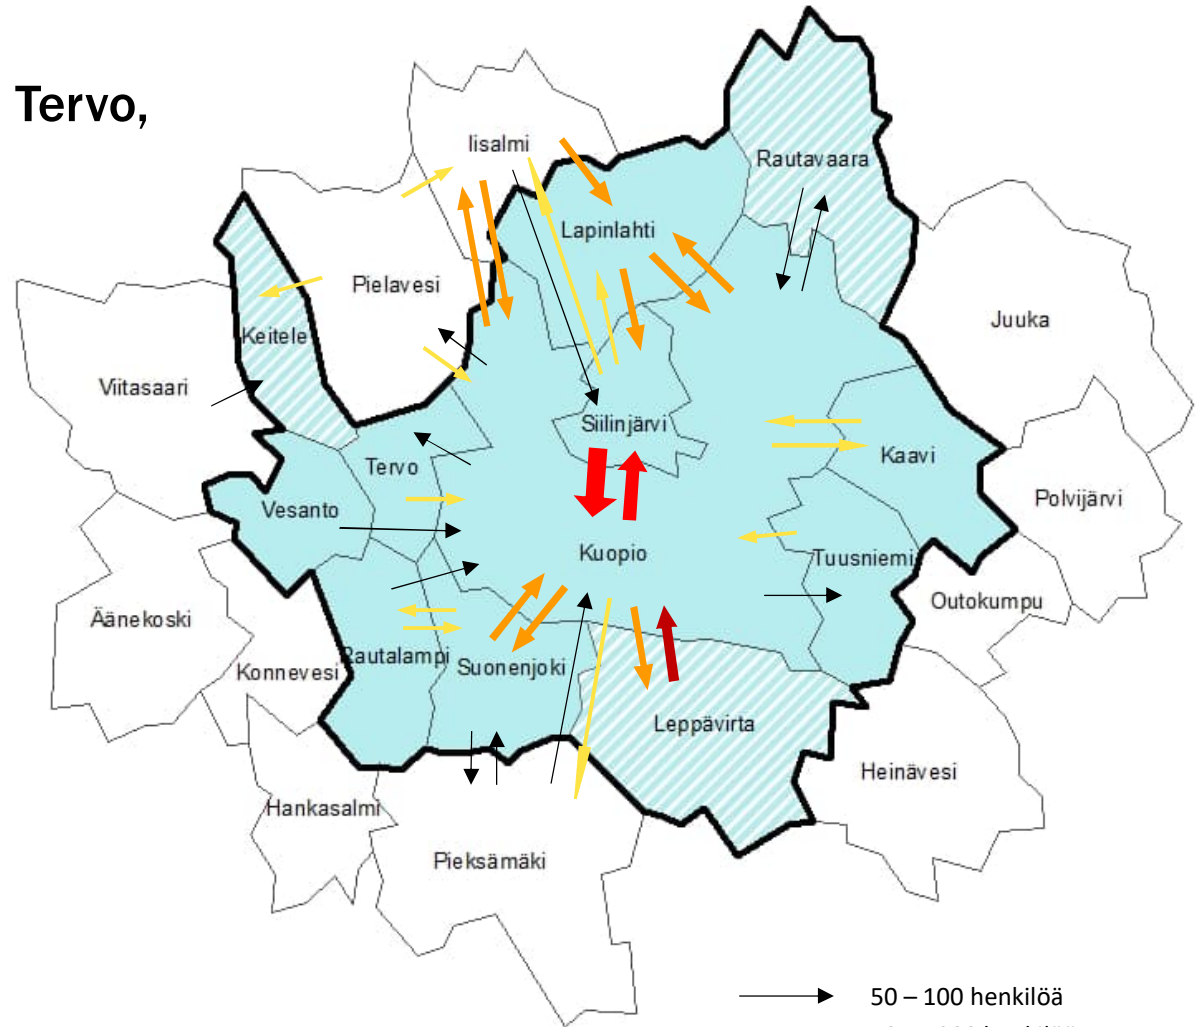 Tervo,
Iisalmi
Rautavaara
Lapinlahti
Pielavesi
Juuka
Keitele
Viitasaari
Siilinjärvi
Tervo
Kaavi
Vesanto
Polvijärvi
Kuopio
Tuusniemi
Äänekoski
Outokumpu
Rautalampi
Suonenjoki
Konnevesi
Leppävirta
Heinävesi
Hankasalmi
Pieksämäki
50 – 100 henkilöä